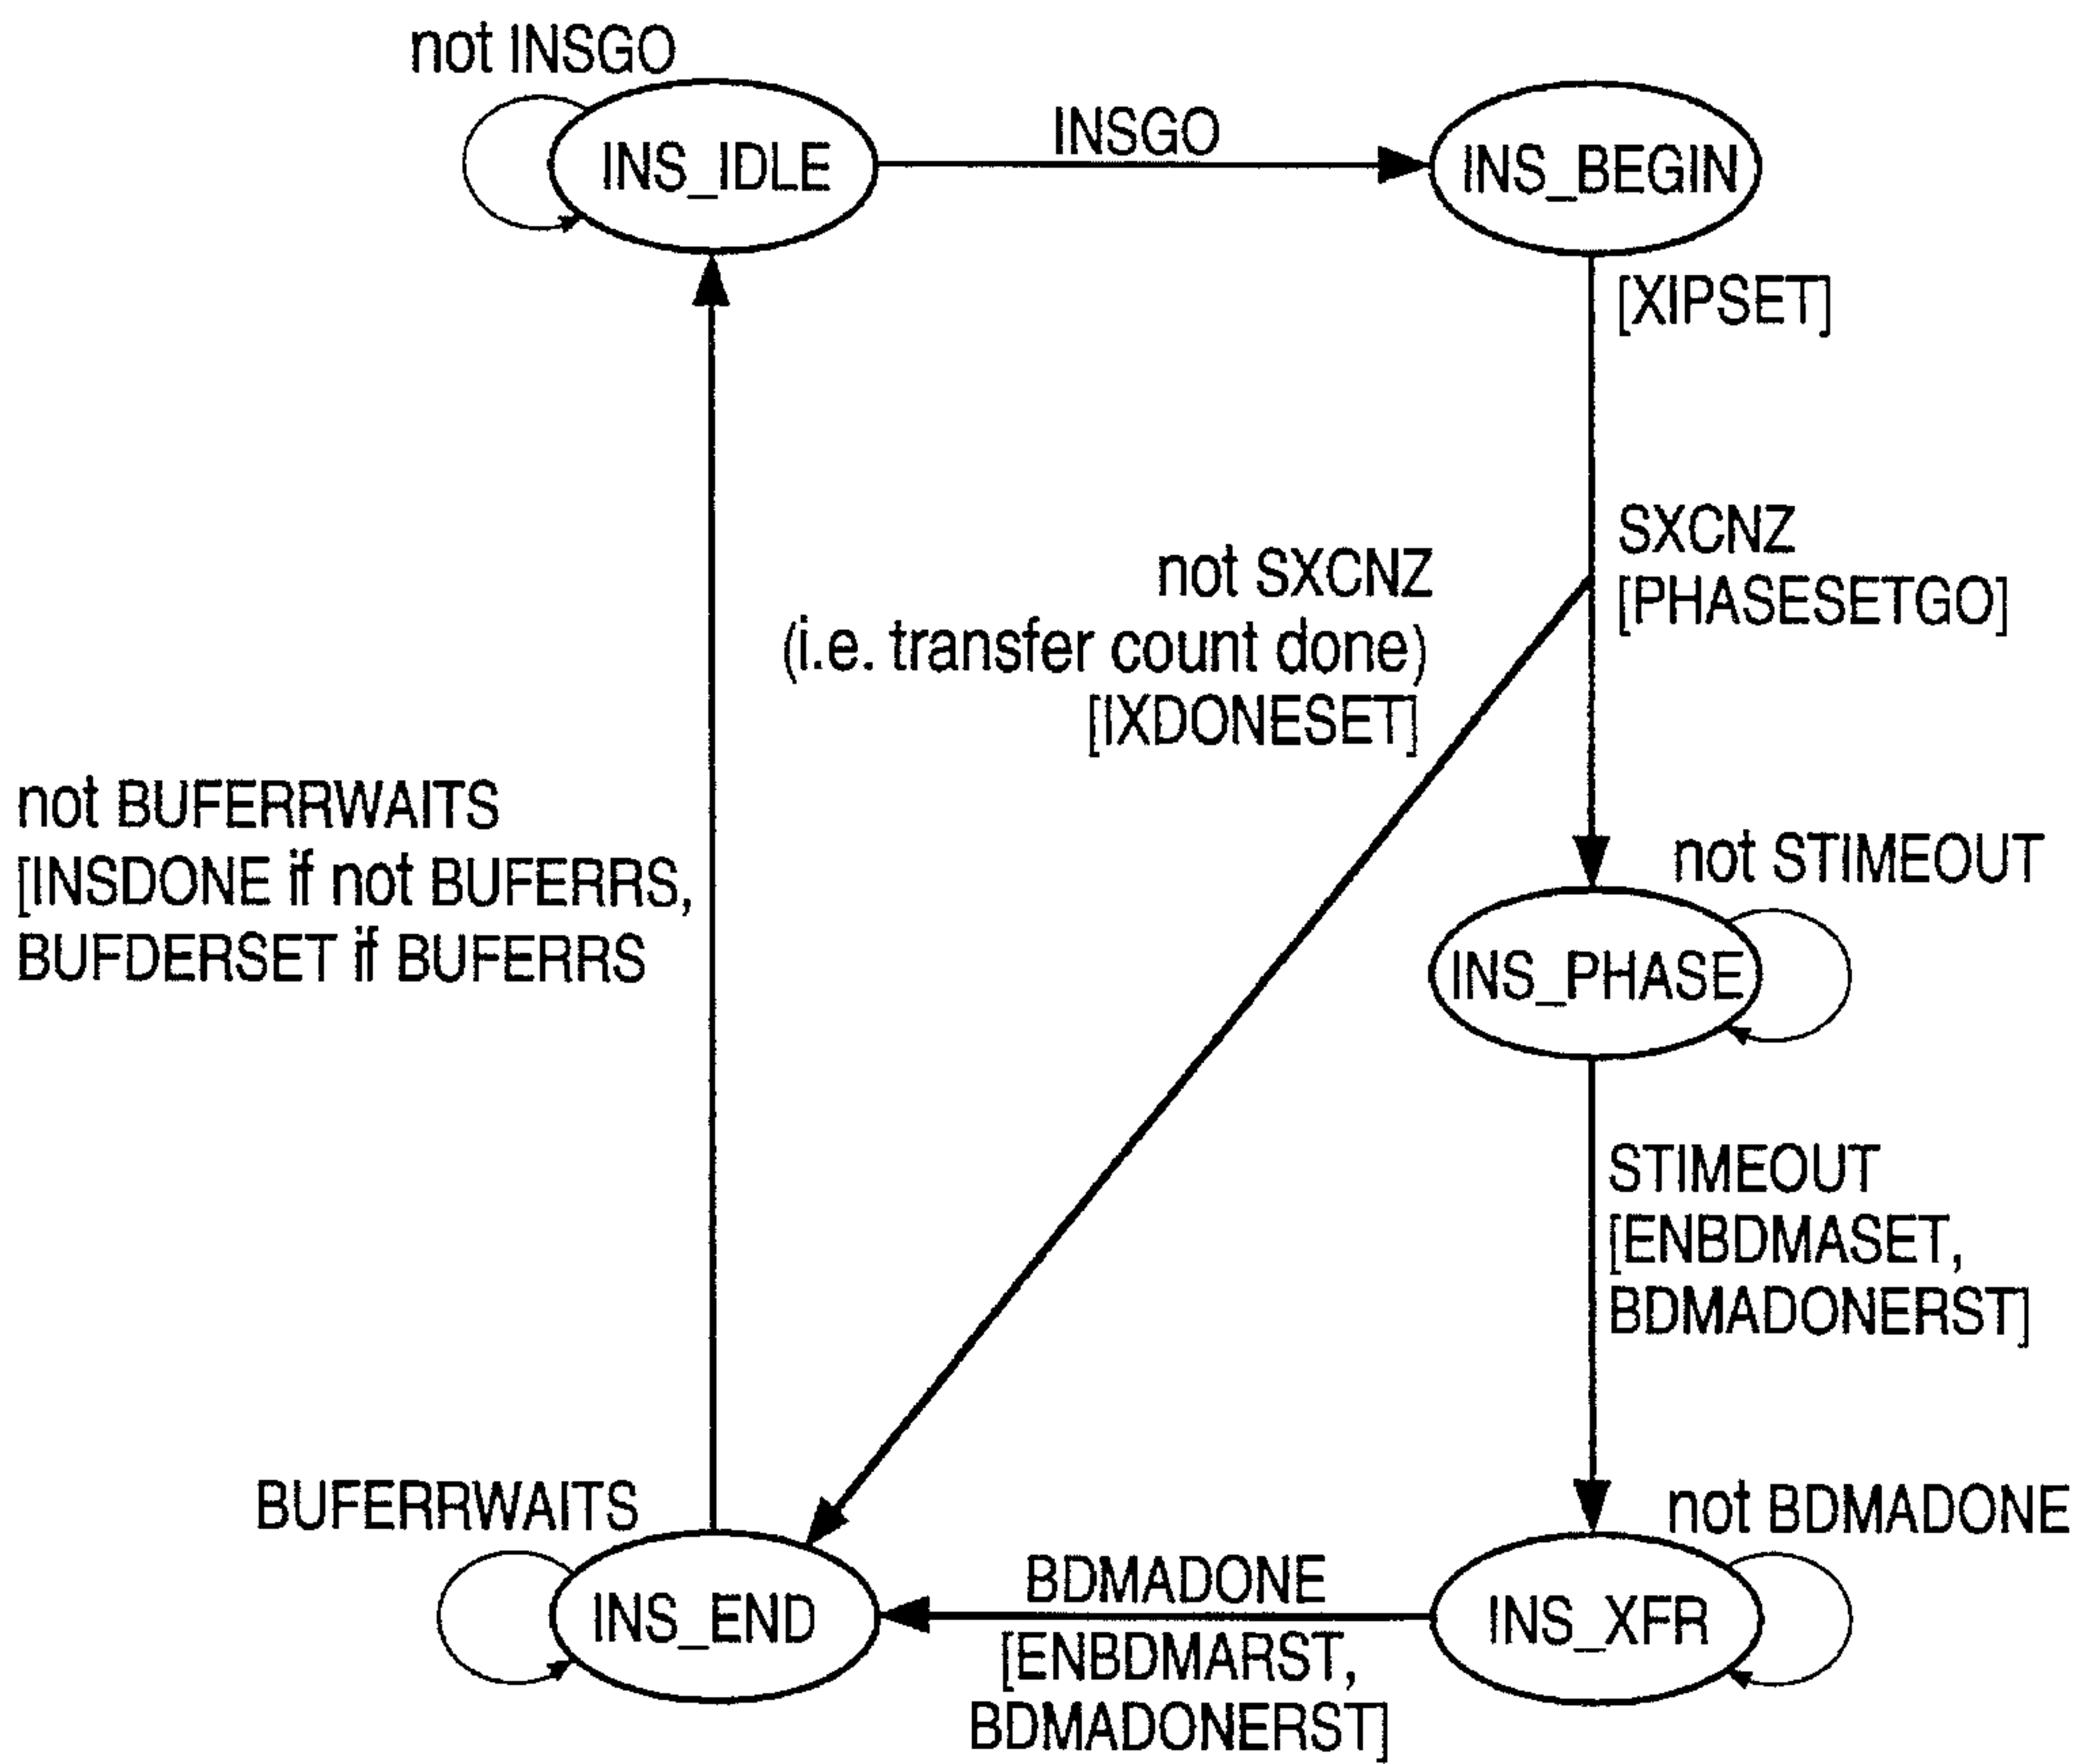 not INSGO
INS_IDLE
INSGO
INS_BEGIN
[XIPSET]
SXCNZ
[PHASESETGO]
not SXCNZ
(i.e. transfer count done)
[IXDONESET]
not BUFERRWAITS
[INSDONE if not BUFERRS,
BUFDERSET if BUFERRS
not STIMEOUT
INS_PHASE
STIMEOUT
[ENBDMASET,
BDMADONERST]
BUFERRWAITS
INS_END
BDMADONE
[ENBDMARST,
BDMADONERST]
not BDMADONE
INS_XFR